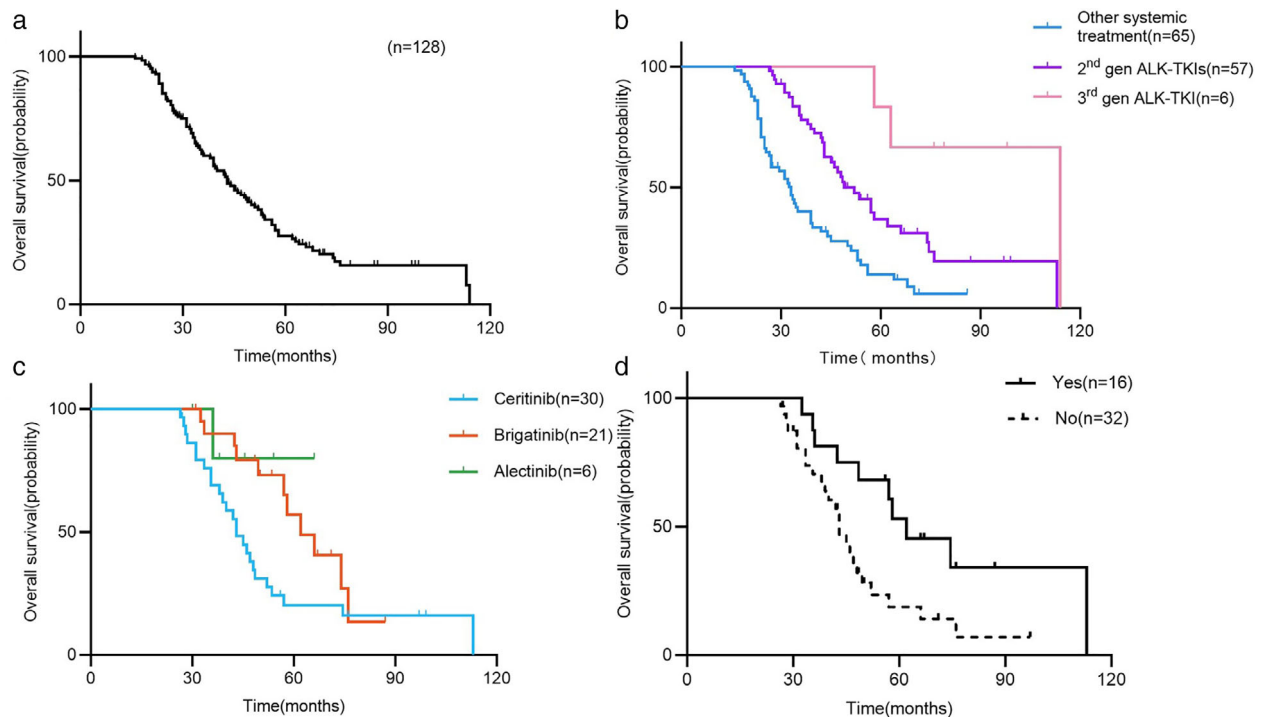 a
(n=128)
Overall survival(probability)
100
50
0
0 30 60 90 120
Time(months)
b
Other systemic
treatment(n=65)
2nd gen ALK-TKIs(n=57)
3rd gen ALK-TKI(n=6)
Overall survival(probability)
100
50
0
0 30 60 90 120
Time( months)
c
Ceritinib(n=30)
Brigatinib(n=21)
Alectinib(n=6)
Overall survival(probability)
100
50
0
0 30 60 90 120
Time(months)
d
Yes(n=16)
No(n=32)
Overall survival(probability)
100
50
0
0 30 60 90 120
Time(months)